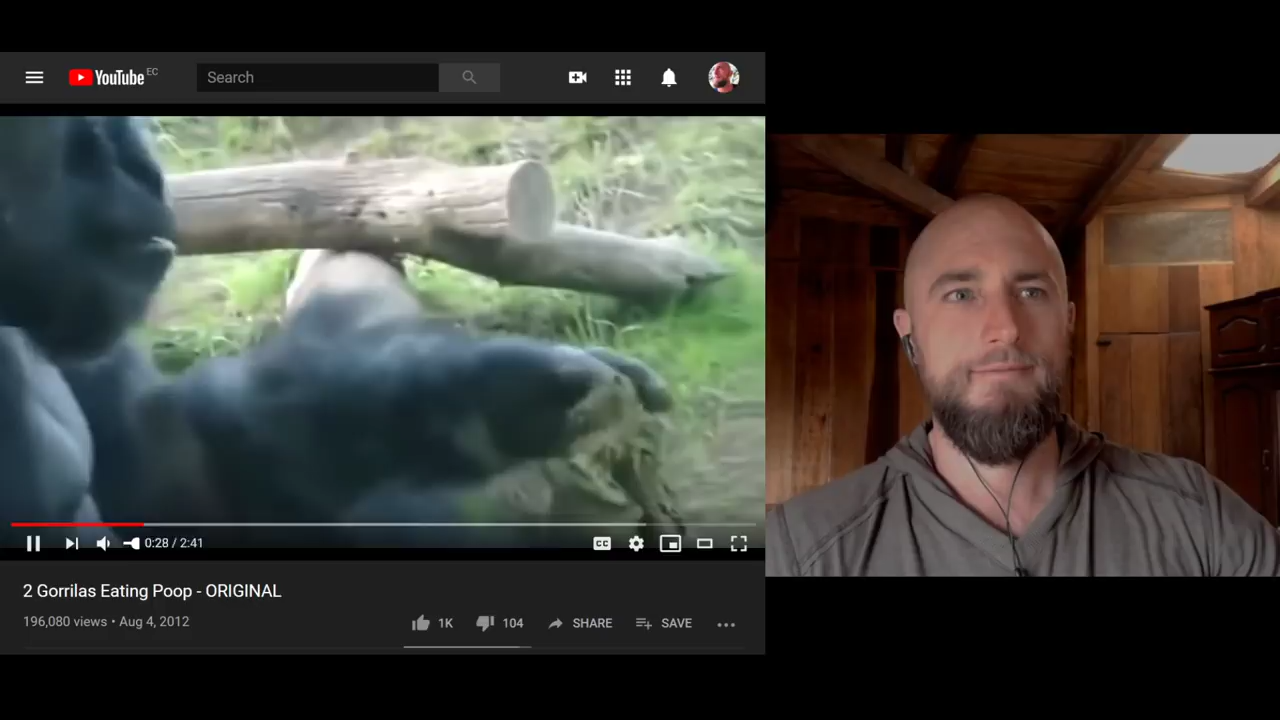 YouTube EC
Search
0:28 / 2:41
CC
2 Gorrilas Eating Poop - ORIGINAL
196,080 views • Aug 4, 2012
1K 104 SHARE SAVE